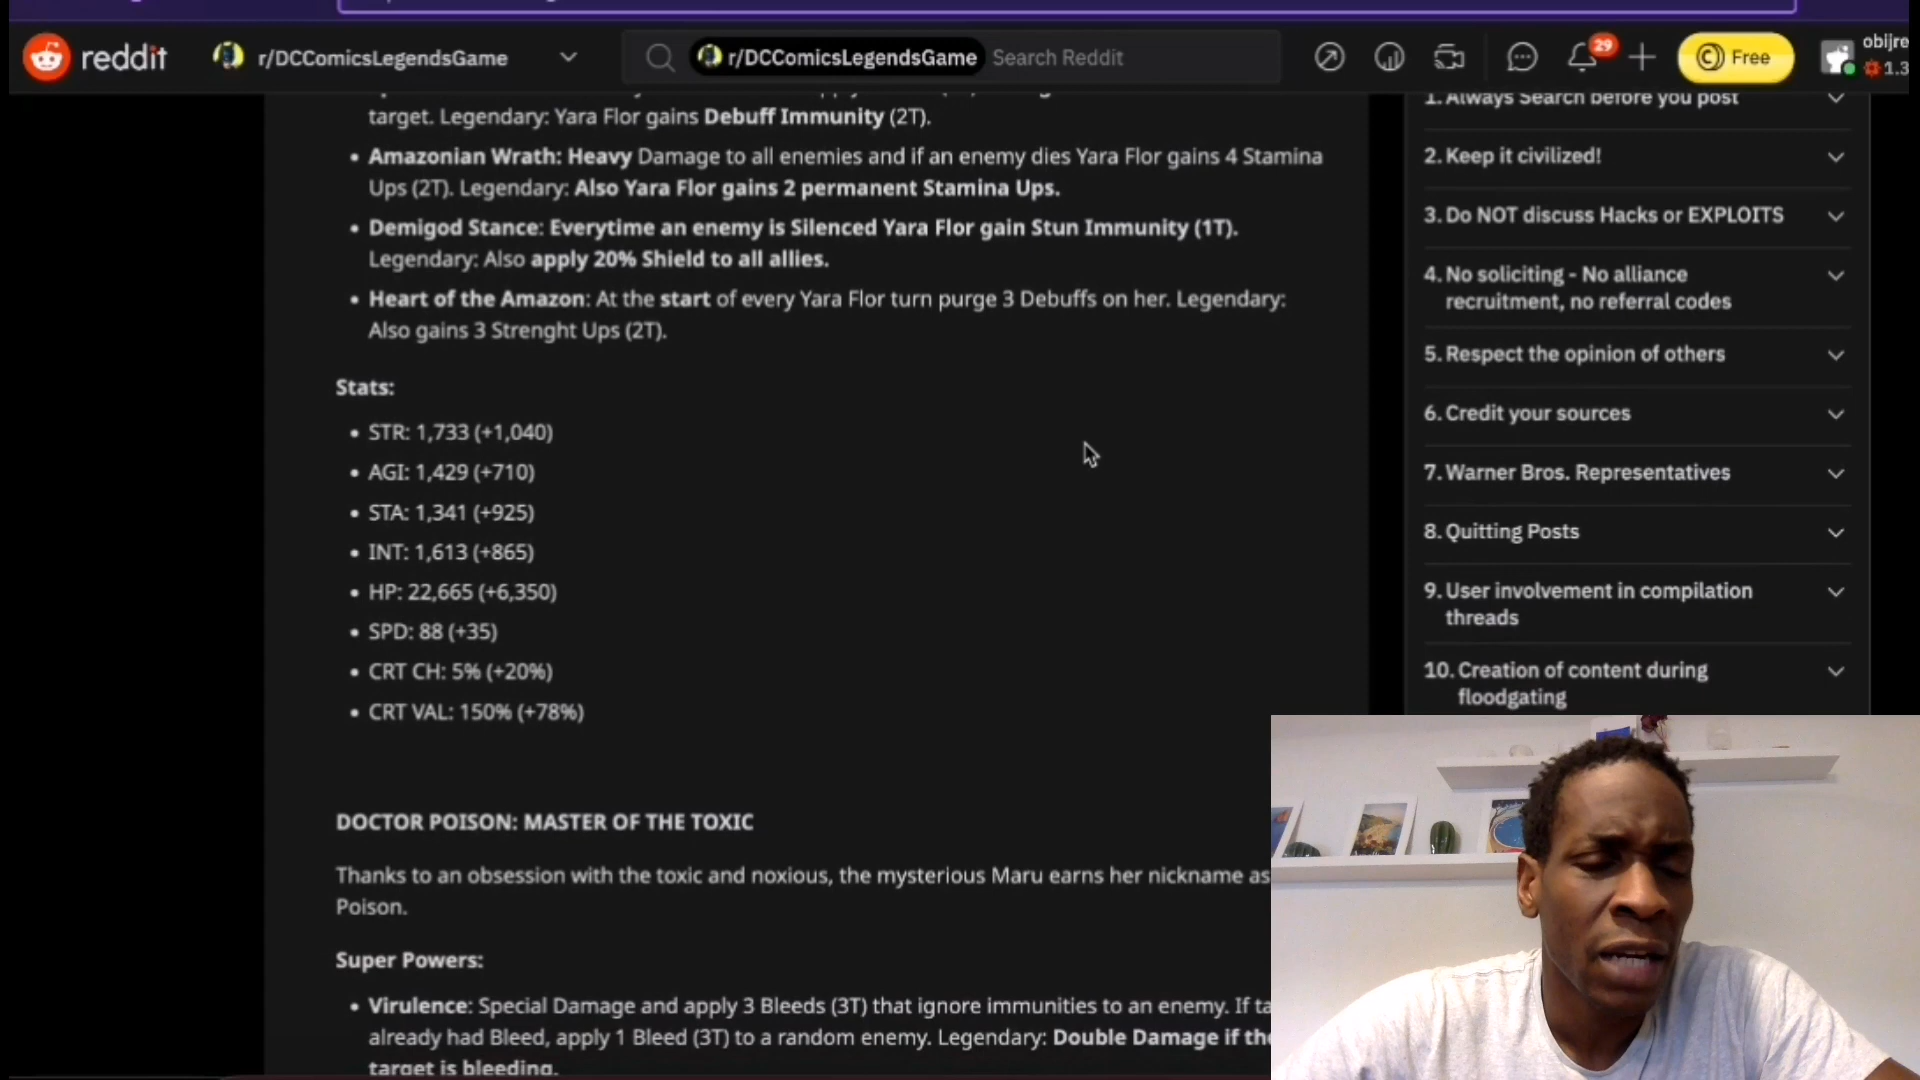 reddit
r/DCComicsLegendsGame
r/DCComicsLegendsGame Search Reddit
29
Free
obijre
1.3
target. Legendary: Yara Flor gains Debuff Immunity (2T).
• Amazonian Wrath: Heavy Damage to all enemies and if an enemy dies Yara Flor gains 4 Stamina
Ups (2T). Legendary: Also Yara Flor gains 2 permanent Stamina Ups.
• Demigod Stance: Everytime an enemy is Silenced Yara Flor gain Stun Immunity (1T).
Legendary: Also apply 20% Shield to all allies.
• Heart of the Amazon: At the start of every Yara Flor turn purge 3 Debuffs on her. Legendary:
Also gains 3 Strenght Ups (2T).
Stats:
• STR: 1,733 (+1,040)
• AGI: 1,429 (+710)
• STA: 1,341 (+925)
• INT: 1,613 (+865)
• HP: 22,665 (+6,350)
• SPD: 88 (+35)
• CRT CH: 5% (+20%)
• CRT VAL: 150% (+78%)
DOCTOR POISON: MASTER OF THE TOXIC
Thanks to an obsession with the toxic and noxious, the mysterious Maru earns her nickname as
Poison.
Super Powers:
• Virulence: Special Damage and apply 3 Bleeds (3T) that ignore immunities to an enemy. If ta
already had Bleed, apply 1 Bleed (3T) to a random enemy. Legendary: Double Damage if the
target is bleeding.
1. Always Search before you post
2. Keep it civilized!
3. Do NOT discuss Hacks or EXPLOITS
4. No soliciting - No alliance
recruitment, no referral codes
5. Respect the opinion of others
6. Credit your sources
7. Warner Bros. Representatives
8. Quitting Posts
9. User involvement in compilation
threads
10. Creation of content during
floodgating